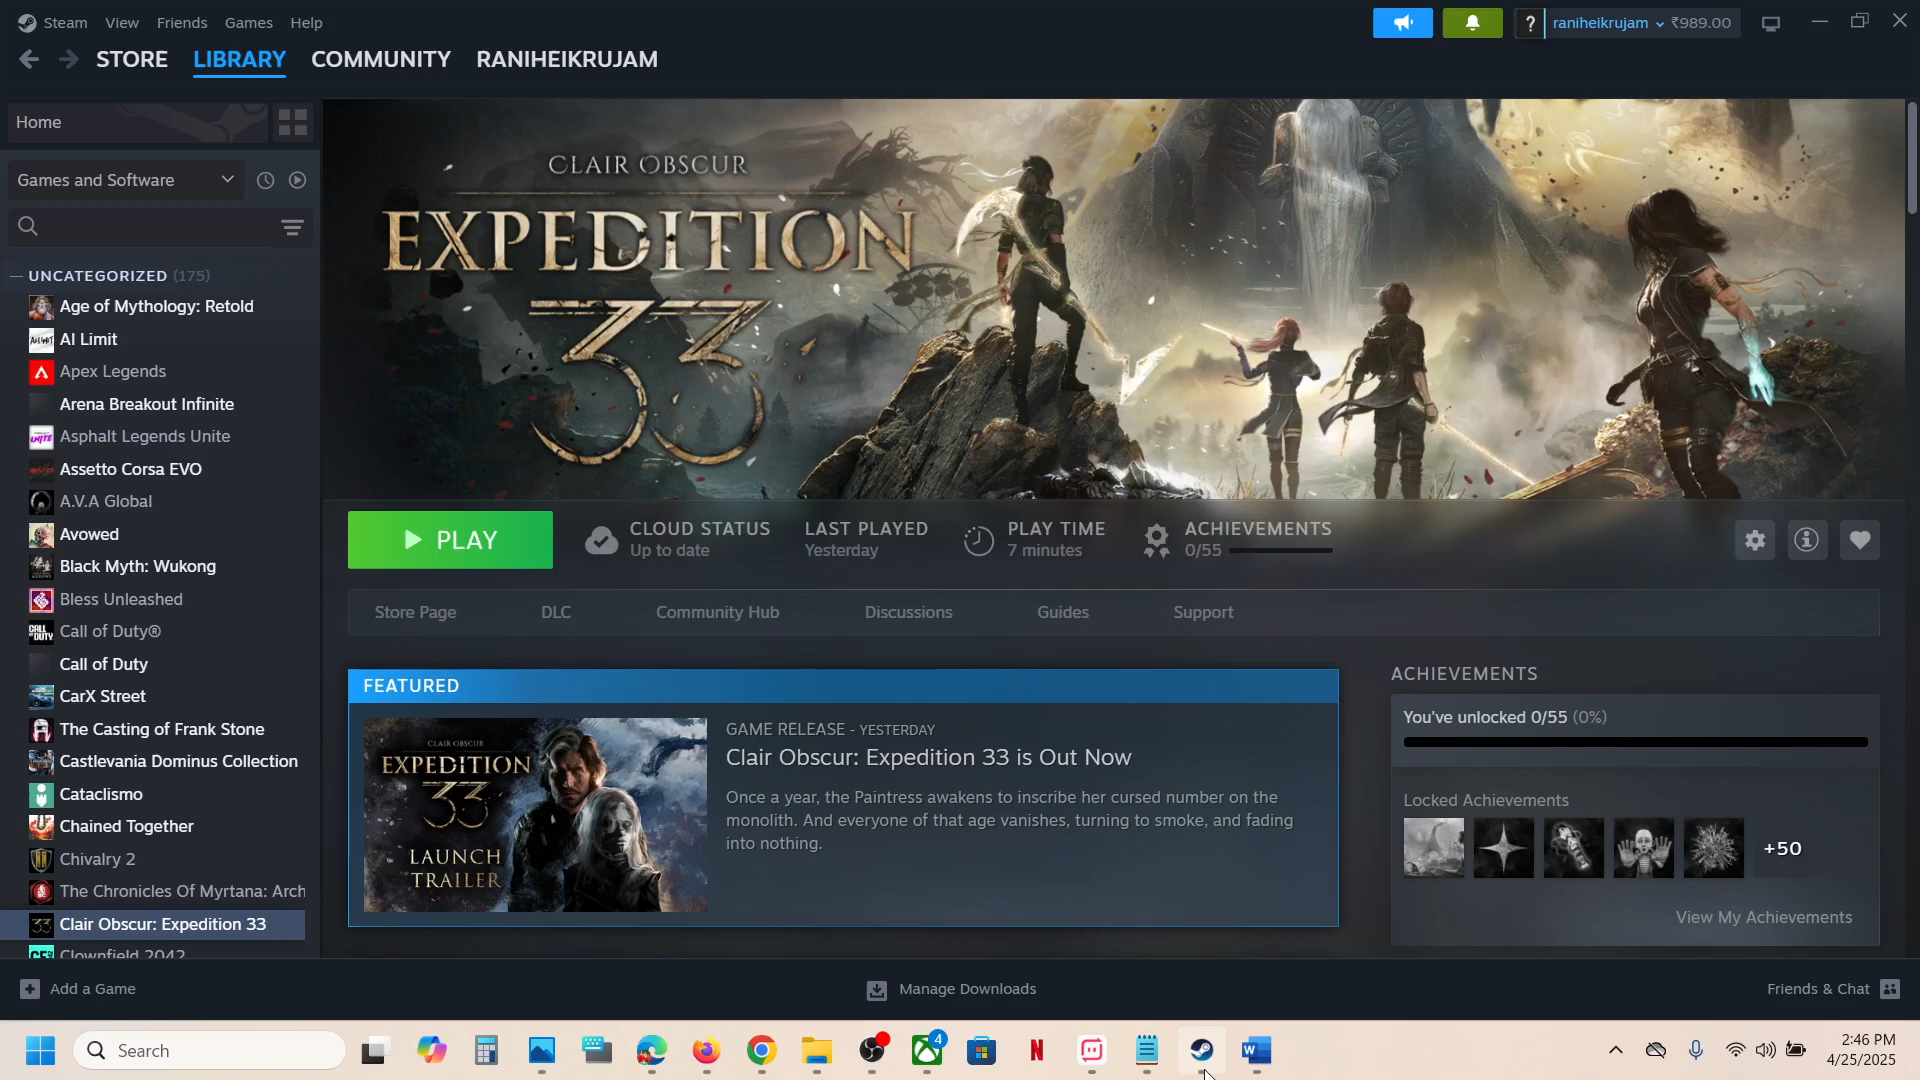 Steam View Friends Games Help
? raniheikrujam ₹989.00
STORE LIBRARY COMMUNITY RANIHEIKRUJAM
Home
Games and Software
UNCATEGORIZED (175)
Age of Mythology: Retold
AI Limit
Apex Legends
Arena Breakout Infinite
Asphalt Legends Unite
Assetto Corsa EVO
A.V.A Global
Avowed
Black Myth: Wukong
Bless Unleashed
Call of Duty®
Call of Duty
CarX Street
The Casting of Frank Stone
Castlevania Dominus Collection
Cataclismo
Chained Together
Chivalry 2
The Chronicles Of Myrtana: Arch
Clair Obscur: Expedition 33
Clownfield 2042
CLAIR OBSCUR
EXPEDITION
33
PLAY
CLOUD STATUS
Up to date
LAST PLAYED
Yesterday
PLAY TIME
7 minutes
ACHIEVEMENTS
0/55
Store Page DLC Community Hub Discussions Guides Support
FEATURED
CLAIR OBSCUR
EXPEDITION
33
LAUNCH
TRAILER
GAME RELEASE - YESTERDAY
Clair Obscur: Expedition 33 is Out Now
Once a year, the Paintress awakens to inscribe her cursed number on the
monolith. And everyone of that age vanishes, turning to smoke, and fading
into nothing.
ACHIEVEMENTS
You've unlocked 0/55 (0%)
Locked Achievements
+50
View My Achievements
Add a Game
Manage Downloads
Friends & Chat
Search
4
2:46 PM
4/25/2025